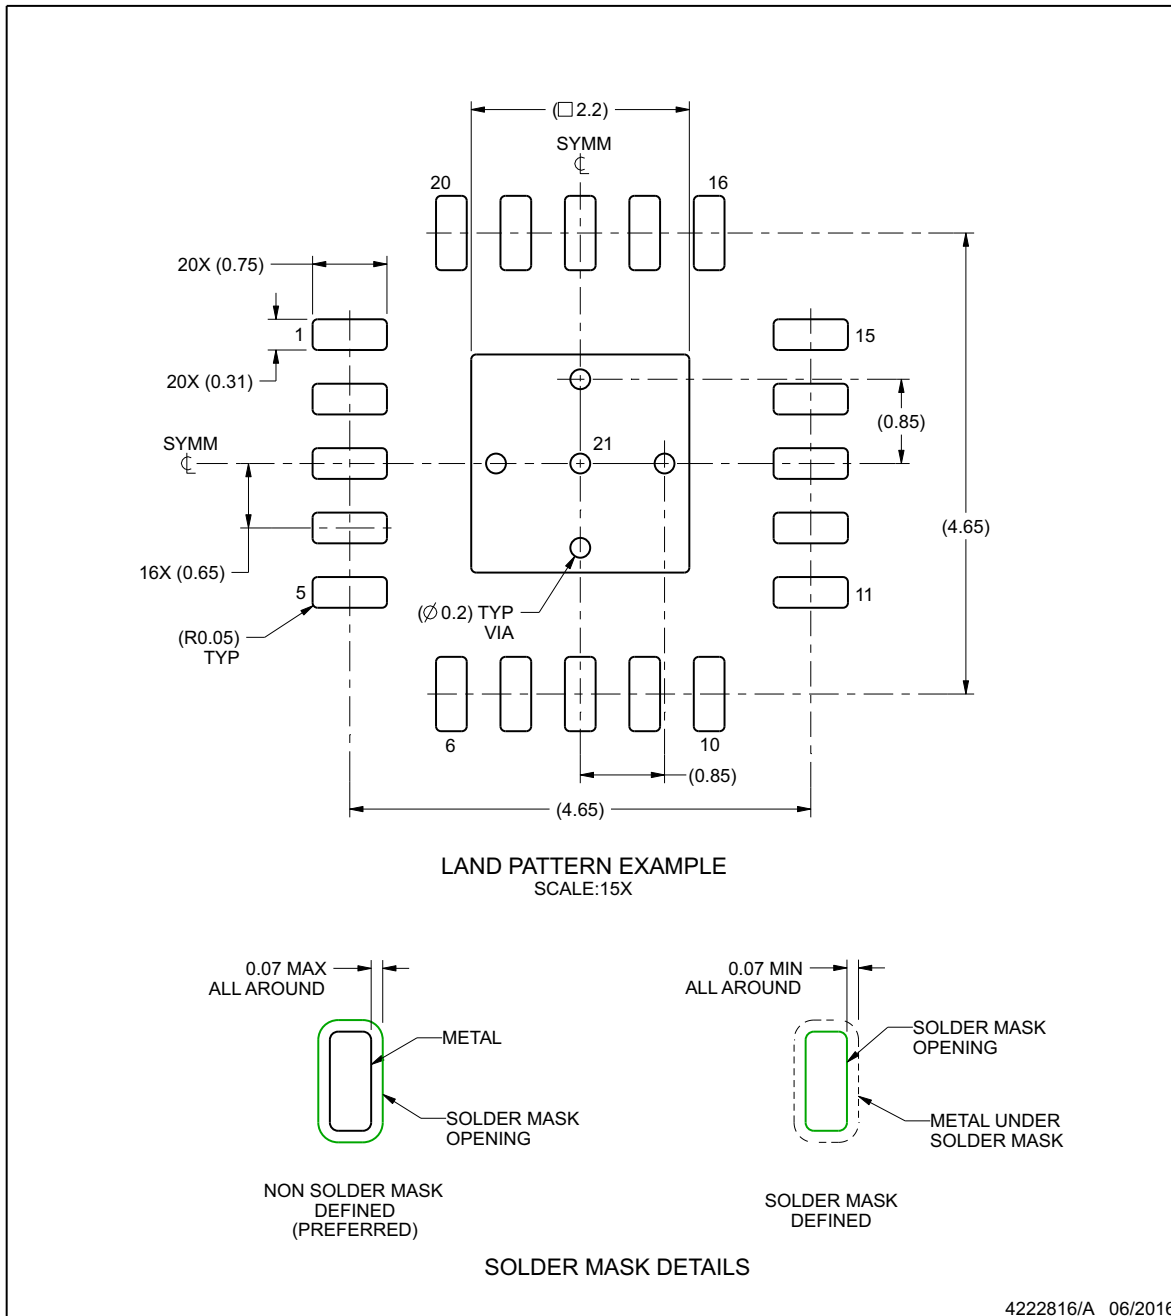 (□2.2)
SYMM
℄
20
16
20X (0.75)
1
15
20X (0.31)
(0.85)
SYMM
℄
21
(4.65)
16X (0.65)
5
11
(∅0.2) TYP
VIA
(R0.05)
TYP
6
10
(0.85)
(4.65)
LAND PATTERN EXAMPLE
SCALE:15X
0.07 MAX
ALL AROUND
METAL
SOLDER MASK
OPENING
NON SOLDER MASK
DEFINED
(PREFERRED)
0.07 MIN
ALL AROUND
SOLDER MASK
OPENING
METAL UNDER
SOLDER MASK
SOLDER MASK
DEFINED
SOLDER MASK DETAILS
4222816/A 06/2016